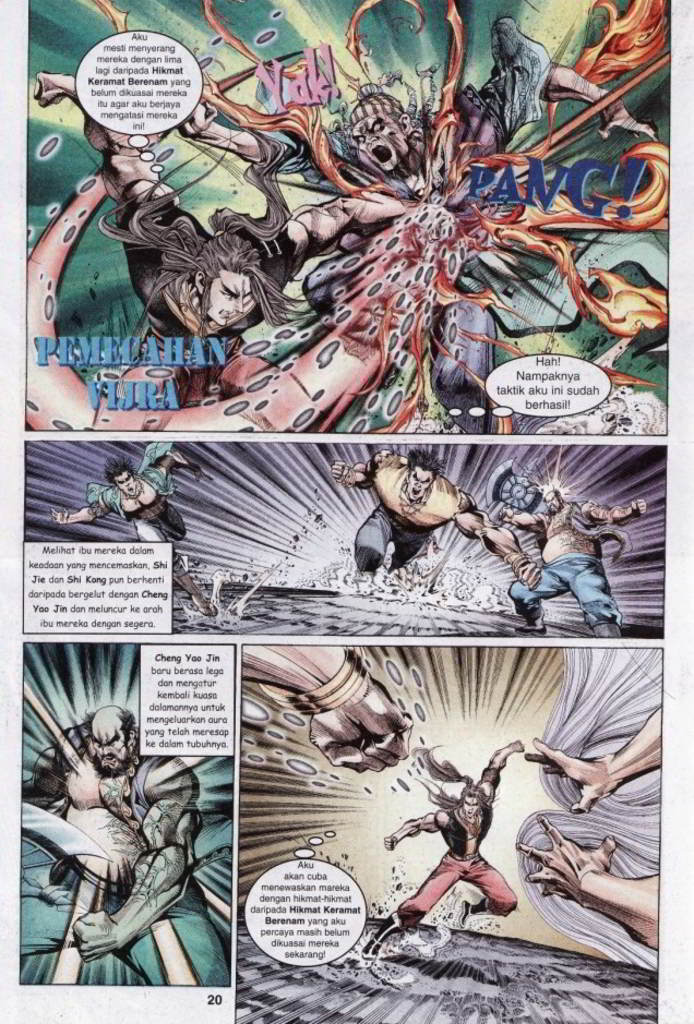 Aku
mesti menyerang
mereka dengan lima
lagi daripada Hikmat
Keramat Berenam yang
belum dikuasai mereka
itu agar aku berjaya
mengatasi mereka
ini!
Yak!
PANG!
PEMECAHAN
VIJRA
Hah!
Nampaknya
taktik aku ini sudah
berhasil!
Melihat ibu mereka dalam
keadaan yang mencemaskan, Shi
Jie dan Shi Kong pun berhenti
daripada bergelut dengan Cheng
Yao Jin dan meluncur ke arah
ibu mereka dengan segera.
Cheng Yao Jin
baru berasa lega
dan mengatur
kembali kuasa
dalamannya untuk
mengeluarkan aura
yang telah meresap
ke dalam tubuhnya.
Aku
akan cuba
menewaskan mareka
dengan hikmat-hikmat
daripada Hikmat Keramat
Berenam yang aku
percaya masih belum
dikuasai mereka
sekarang!
20